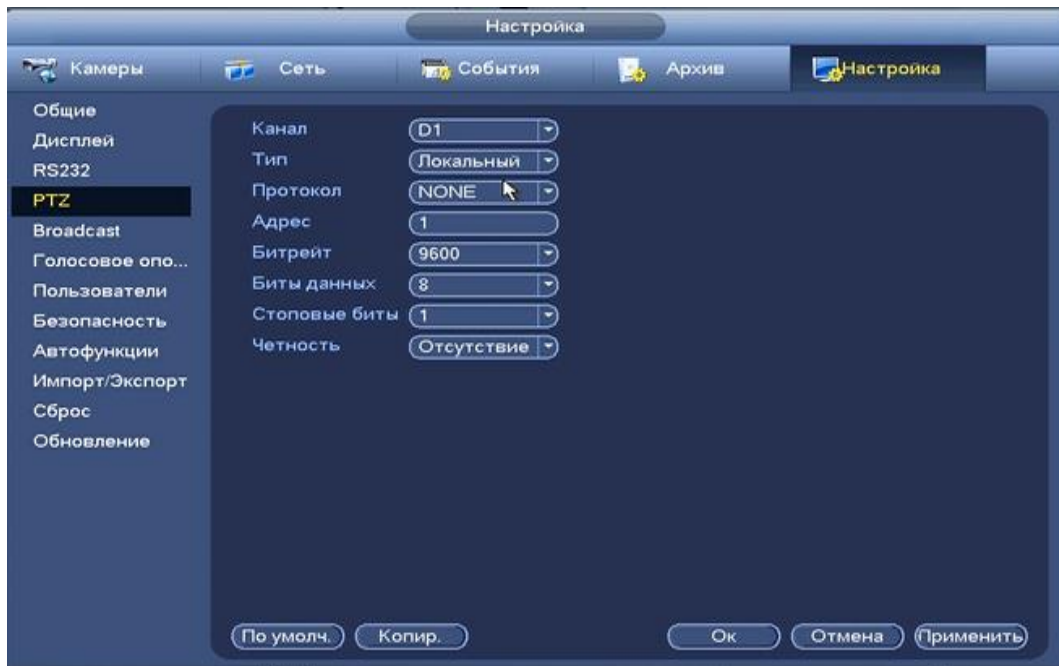 Настройка
Камеры Сеть События Архив Настройка
Общие
Дисплей
RS232
PTZ
Broadcast
Голосовое опо...
Пользователи
Безопасность
Автофункции
Импорт/Экспорт
Сброс
Обновление
Канал D1
Тип Локальный
Протокол NONE
Адрес 1
Битрейт 9600
Биты данных 8
Стоповые биты 1
Четность Отсутствие
По умолч. Копир. Ок Отмена Применить